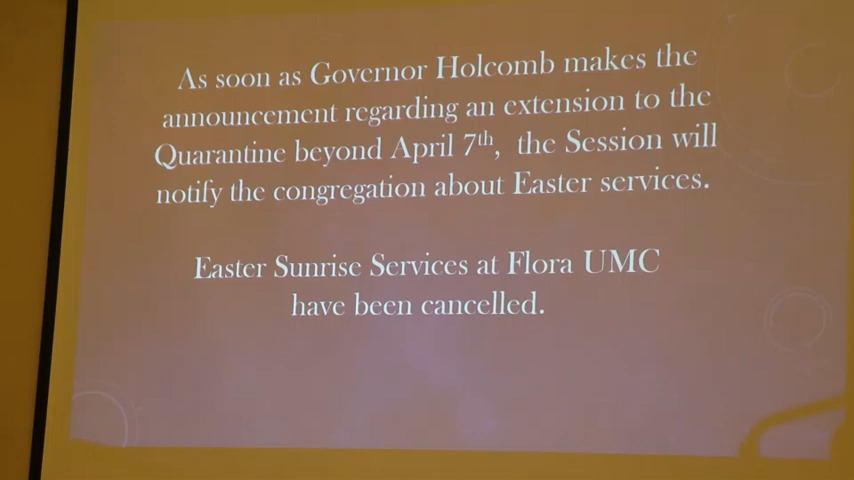 As soon as Governor Holcomb makes the
announcement regarding an extension to the
Quarantine beyond April 7th, the Session will
notify the congregation about Easter services.
Easter Sunrise Services at Flora UMC
have been cancelled.